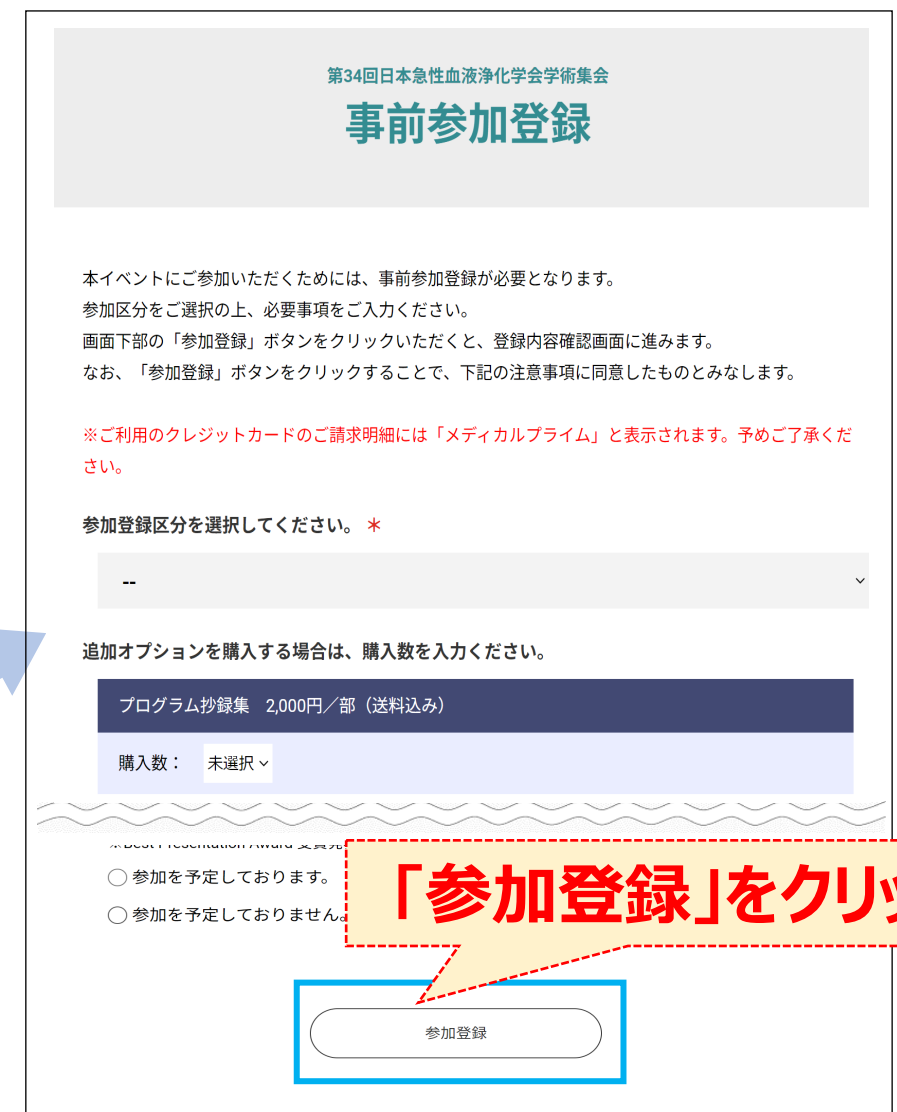 第34回日本急性血液浄化学会学術集会
事前参加登録
本イベントにご参加いただくためには、事前参加登録が必要となります。
参加区分をご選択の上、必要事項をご入力ください。
画面下部の「参加登録」ボタンをクリックいただくと、登録内容確認画面に進みます。
なお、「参加登録」ボタンをクリックすることで、下記の注意事項に同意したものとみなします。
※ご利用のクレジットカードのご請求明細には「メディカルプライム」と表示されます。予めご了承くだ
さい。
参加登録区分を選択してください。 ＊
--
追加オプションを購入する場合は、購入数を入力ください。
プログラム抄録集　2,000円／部（送料込み）
購入数： 未選択
※Best Presentation Award 受賞発
参加を予定しております。
参加を予定しておりません。
「参加登録」をクリッ
参加登録